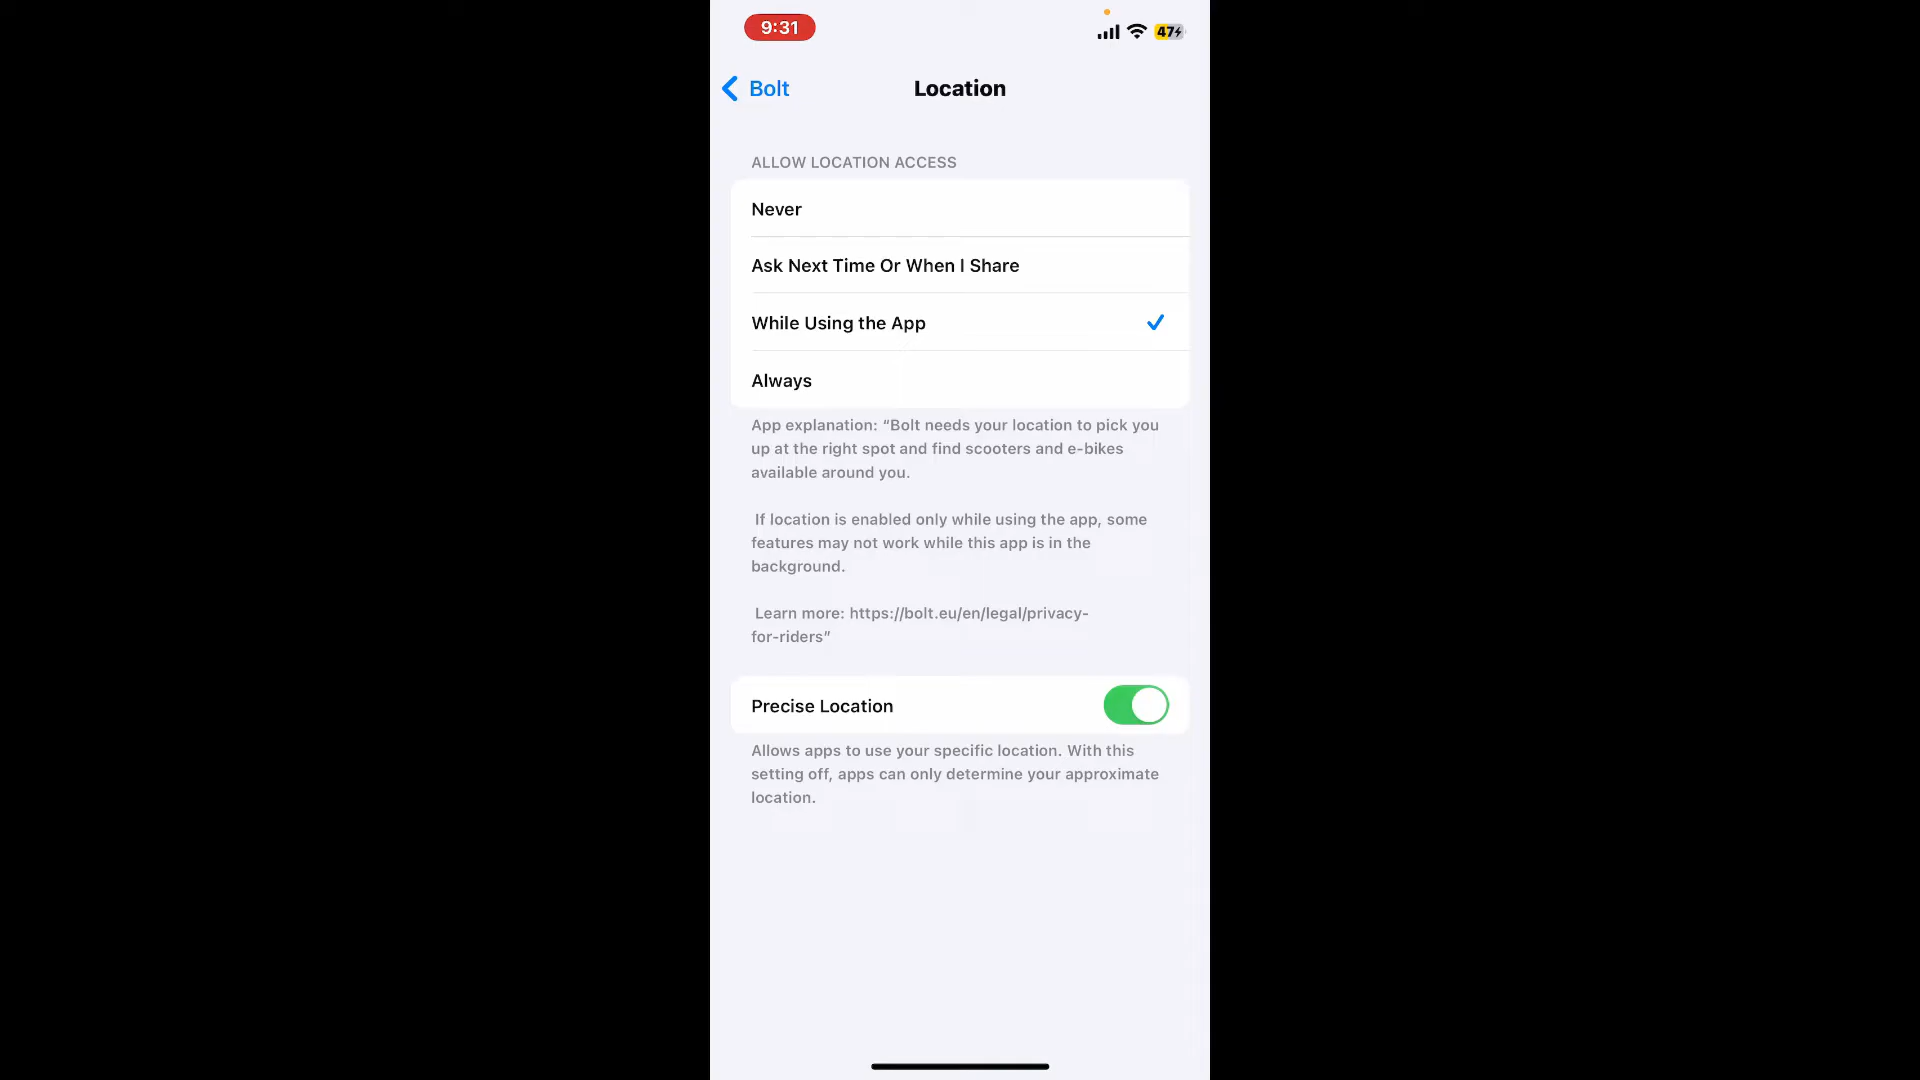 9:31
47
Bolt
Location
ALLOW LOCATION ACCESS
Never
Ask Next Time Or When I Share
While Using the App
Always
App explanation: “Bolt needs your location to pick you
up at the right spot and find scooters and e-bikes
available around you.
If location is enabled only while using the app, some
features may not work while this app is in the
background.
Learn more: https://bolt.eu/en/legal/privacy-
for-riders”
Precise Location
Allows apps to use your specific location. With this
setting off, apps can only determine your approximate
location.